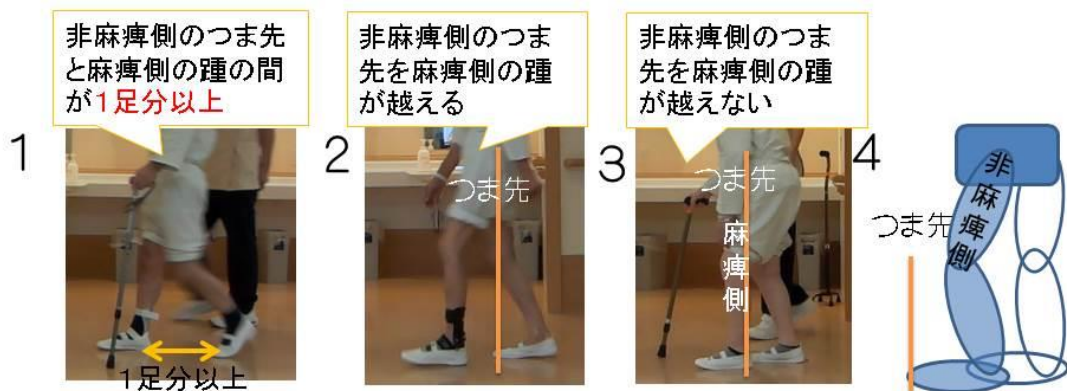 非麻痺側のつま先
と麻痺側の踵の間
が１足分以上
非麻痺側のつま
先を麻痺側の踵
が越える
非麻痺側のつま
先を麻痺側の踵
が越えない
1
2
3
4
つま先
つま先
麻痺側
つま先
非麻痺側
１足分以上